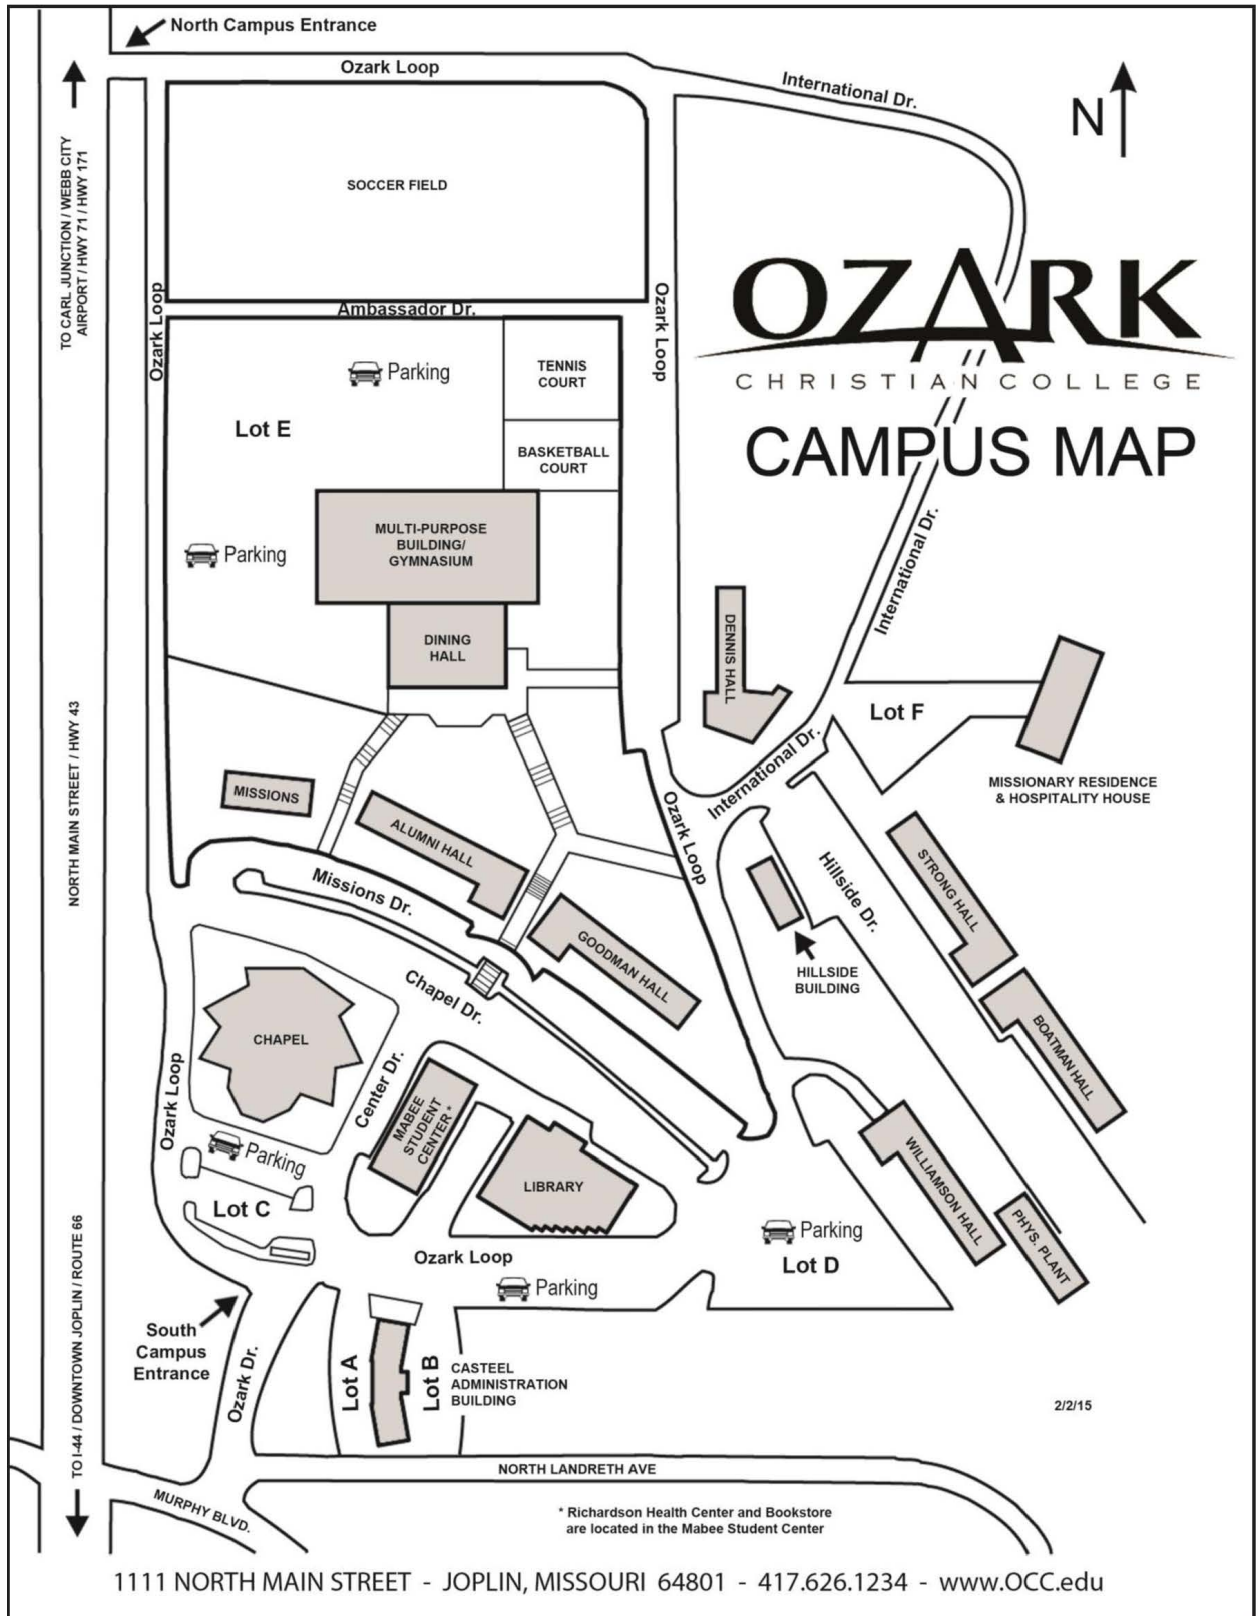 North Campus Entrance
Ozark Loop
International Dr.
N
TO CARL JUNCTION / WEBB CITY
AIRPORT / HWY 71 / HWY 171
SOCCER FIELD
Ozark Loop
Ambassador Dr.
Ozark Loop
OZARK
CHRISTIAN COLLEGE
CAMPUS MAP
Parking
TENNIS
COURT
Lot E
BASKETBALL
COURT
MULTI-PURPOSE
BUILDING/
GYMNASIUM
Parking
International Dr.
DINING
HALL
DENNIS HALL
Lot F
International Dr.
MISSIONARY RESIDENCE
& HOSPITALITY HOUSE
NORTH MAIN STREET / HWY 43
MISSIONS
ALUMNI HALL
Ozark Loop
Missions Dr.
Hillside Dr.
STRONG HALL
GOODMAN HALL
HILLSIDE
BUILDING
Chapel Dr.
CHAPEL
BOATMAN HALL
Ozark Loop
Center Dr.
MABEE
STUDENT
CENTER *
Parking
LIBRARY
WILLIAMSON HALL
Lot C
PHYS. PLANT
Parking
Lot D
Ozark Loop
Parking
TO I-44 / DOWNTOWN JOPLIN / ROUTE 66
South
Campus
Entrance
Ozark Dr.
Lot A
Lot B
CASTEEL
ADMINISTRATION
BUILDING
2/2/15
NORTH LANDRETH AVE
MURPHY BLVD.
* Richardson Health Center and Bookstore
are located in the Mabee Student Center
1111 NORTH MAIN STREET - JOPLIN, MISSOURI 64801 - 417.626.1234 - www.OCC.edu